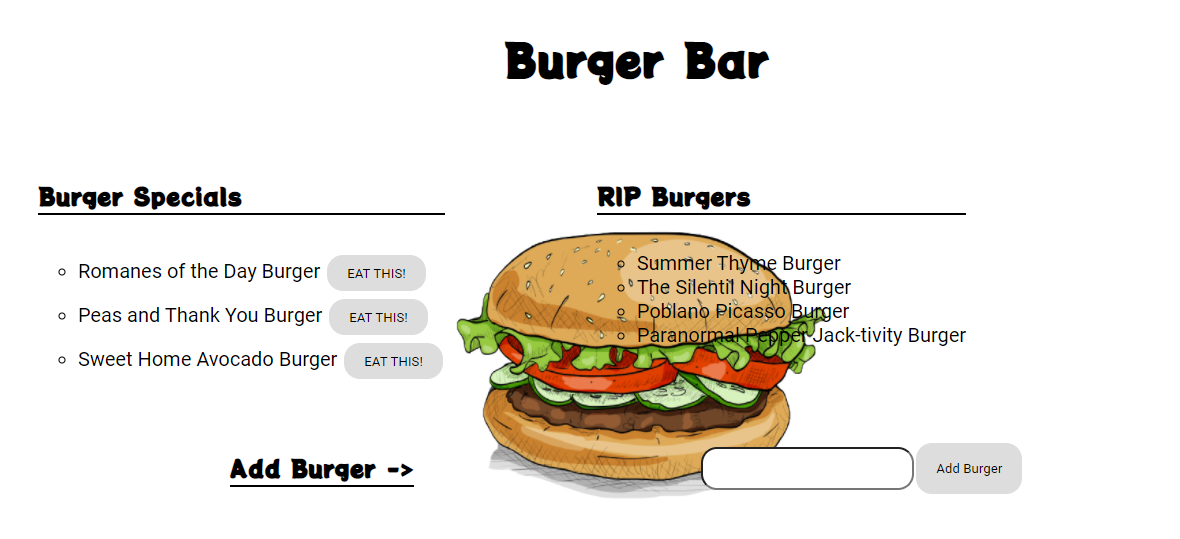 Burger Bar
Burger Specials
Romanes of the Day Burger EAT THIS!
Peas and Thank You Burger EAT THIS!
Sweet Home Avocado Burger EAT THIS!
RIP Burgers
Summer Thyme Burger
The Silentil Night Burger
Poblano Picasso Burger
Paranormal Pepper Jack-tivity Burger
Add Burger ->
Add Burger